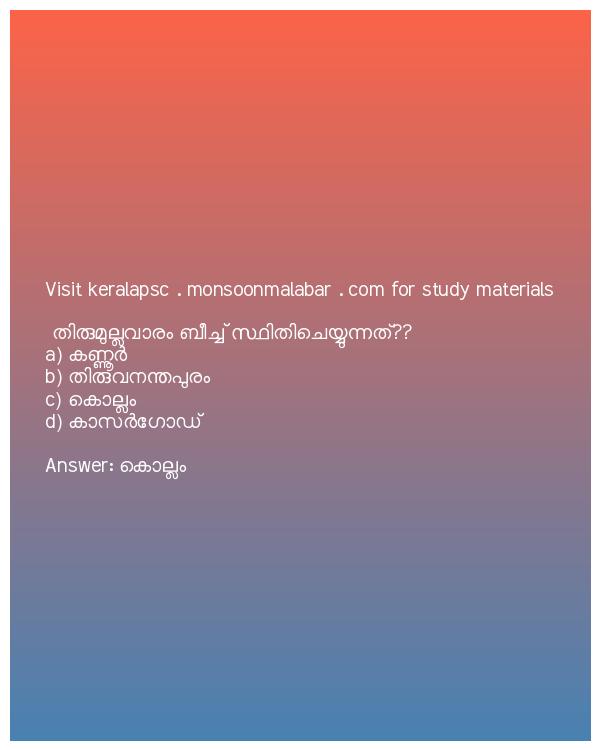 Visit keralapsc . monsoonmalabar . com for study materials
തിരുമുല്ലവാരം ബീച്ച് സ്ഥിതിചെയ്യുന്നത്??
a) കണ്ണൂർ
b) തിരുവനന്തപുരം
c) കൊല്ലം
d) കാസർഗോഡ്
Answer: കൊല്ലം